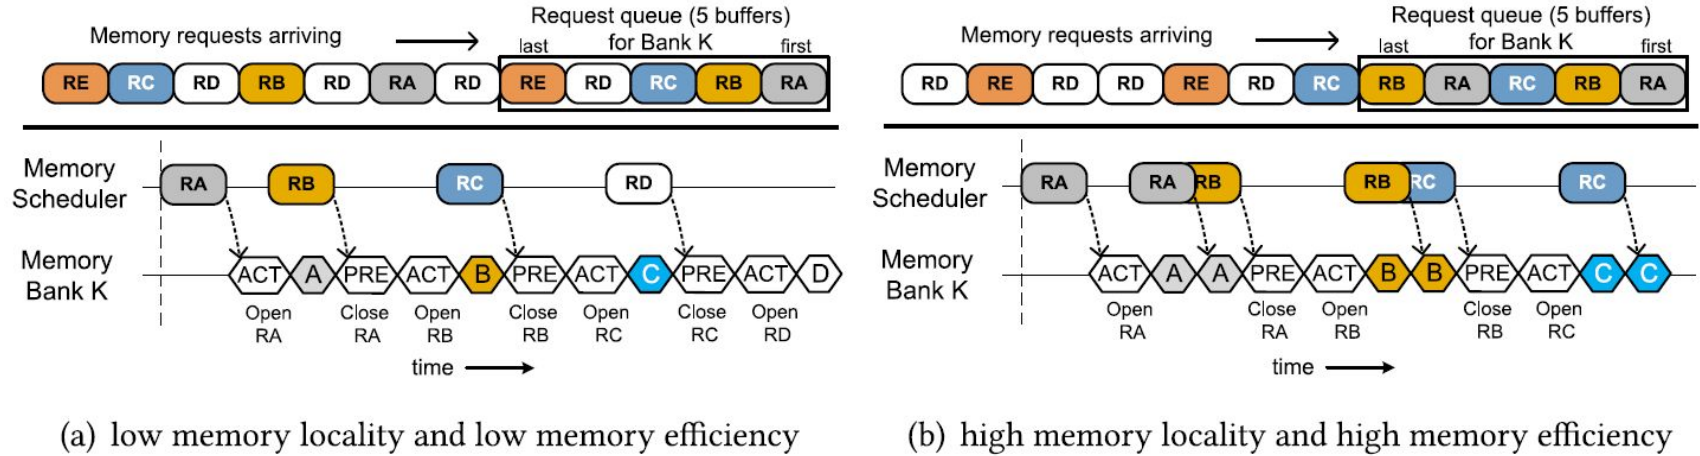 Memory requests arriving
Request queue (5 buffers)
for Bank K
last
first
RE RC RD RB RD RA RD RE RD RC RB RA
Memory
Scheduler
RA RB RC RD
Memory
Bank K
ACT A PRE ACT B PRE ACT C PRE ACT D
Open
RA
Close
RA
Open
RB
Close
RB
Open
RC
Close
RC
Open
RD
time
(a) low memory locality and low memory efficiency
Memory requests arriving
Request queue (5 buffers)
for Bank K
last
first
RD RE RD RD RE RD RC RB RA RC RB RA
Memory
Scheduler
RA RA RB RB RC RC
Memory
Bank K
ACT A A PRE ACT B B PRE ACT C C
Open
RA
Close
RA
Open
RB
Close
RB
Open
RC
time
(b) high memory locality and high memory efficiency